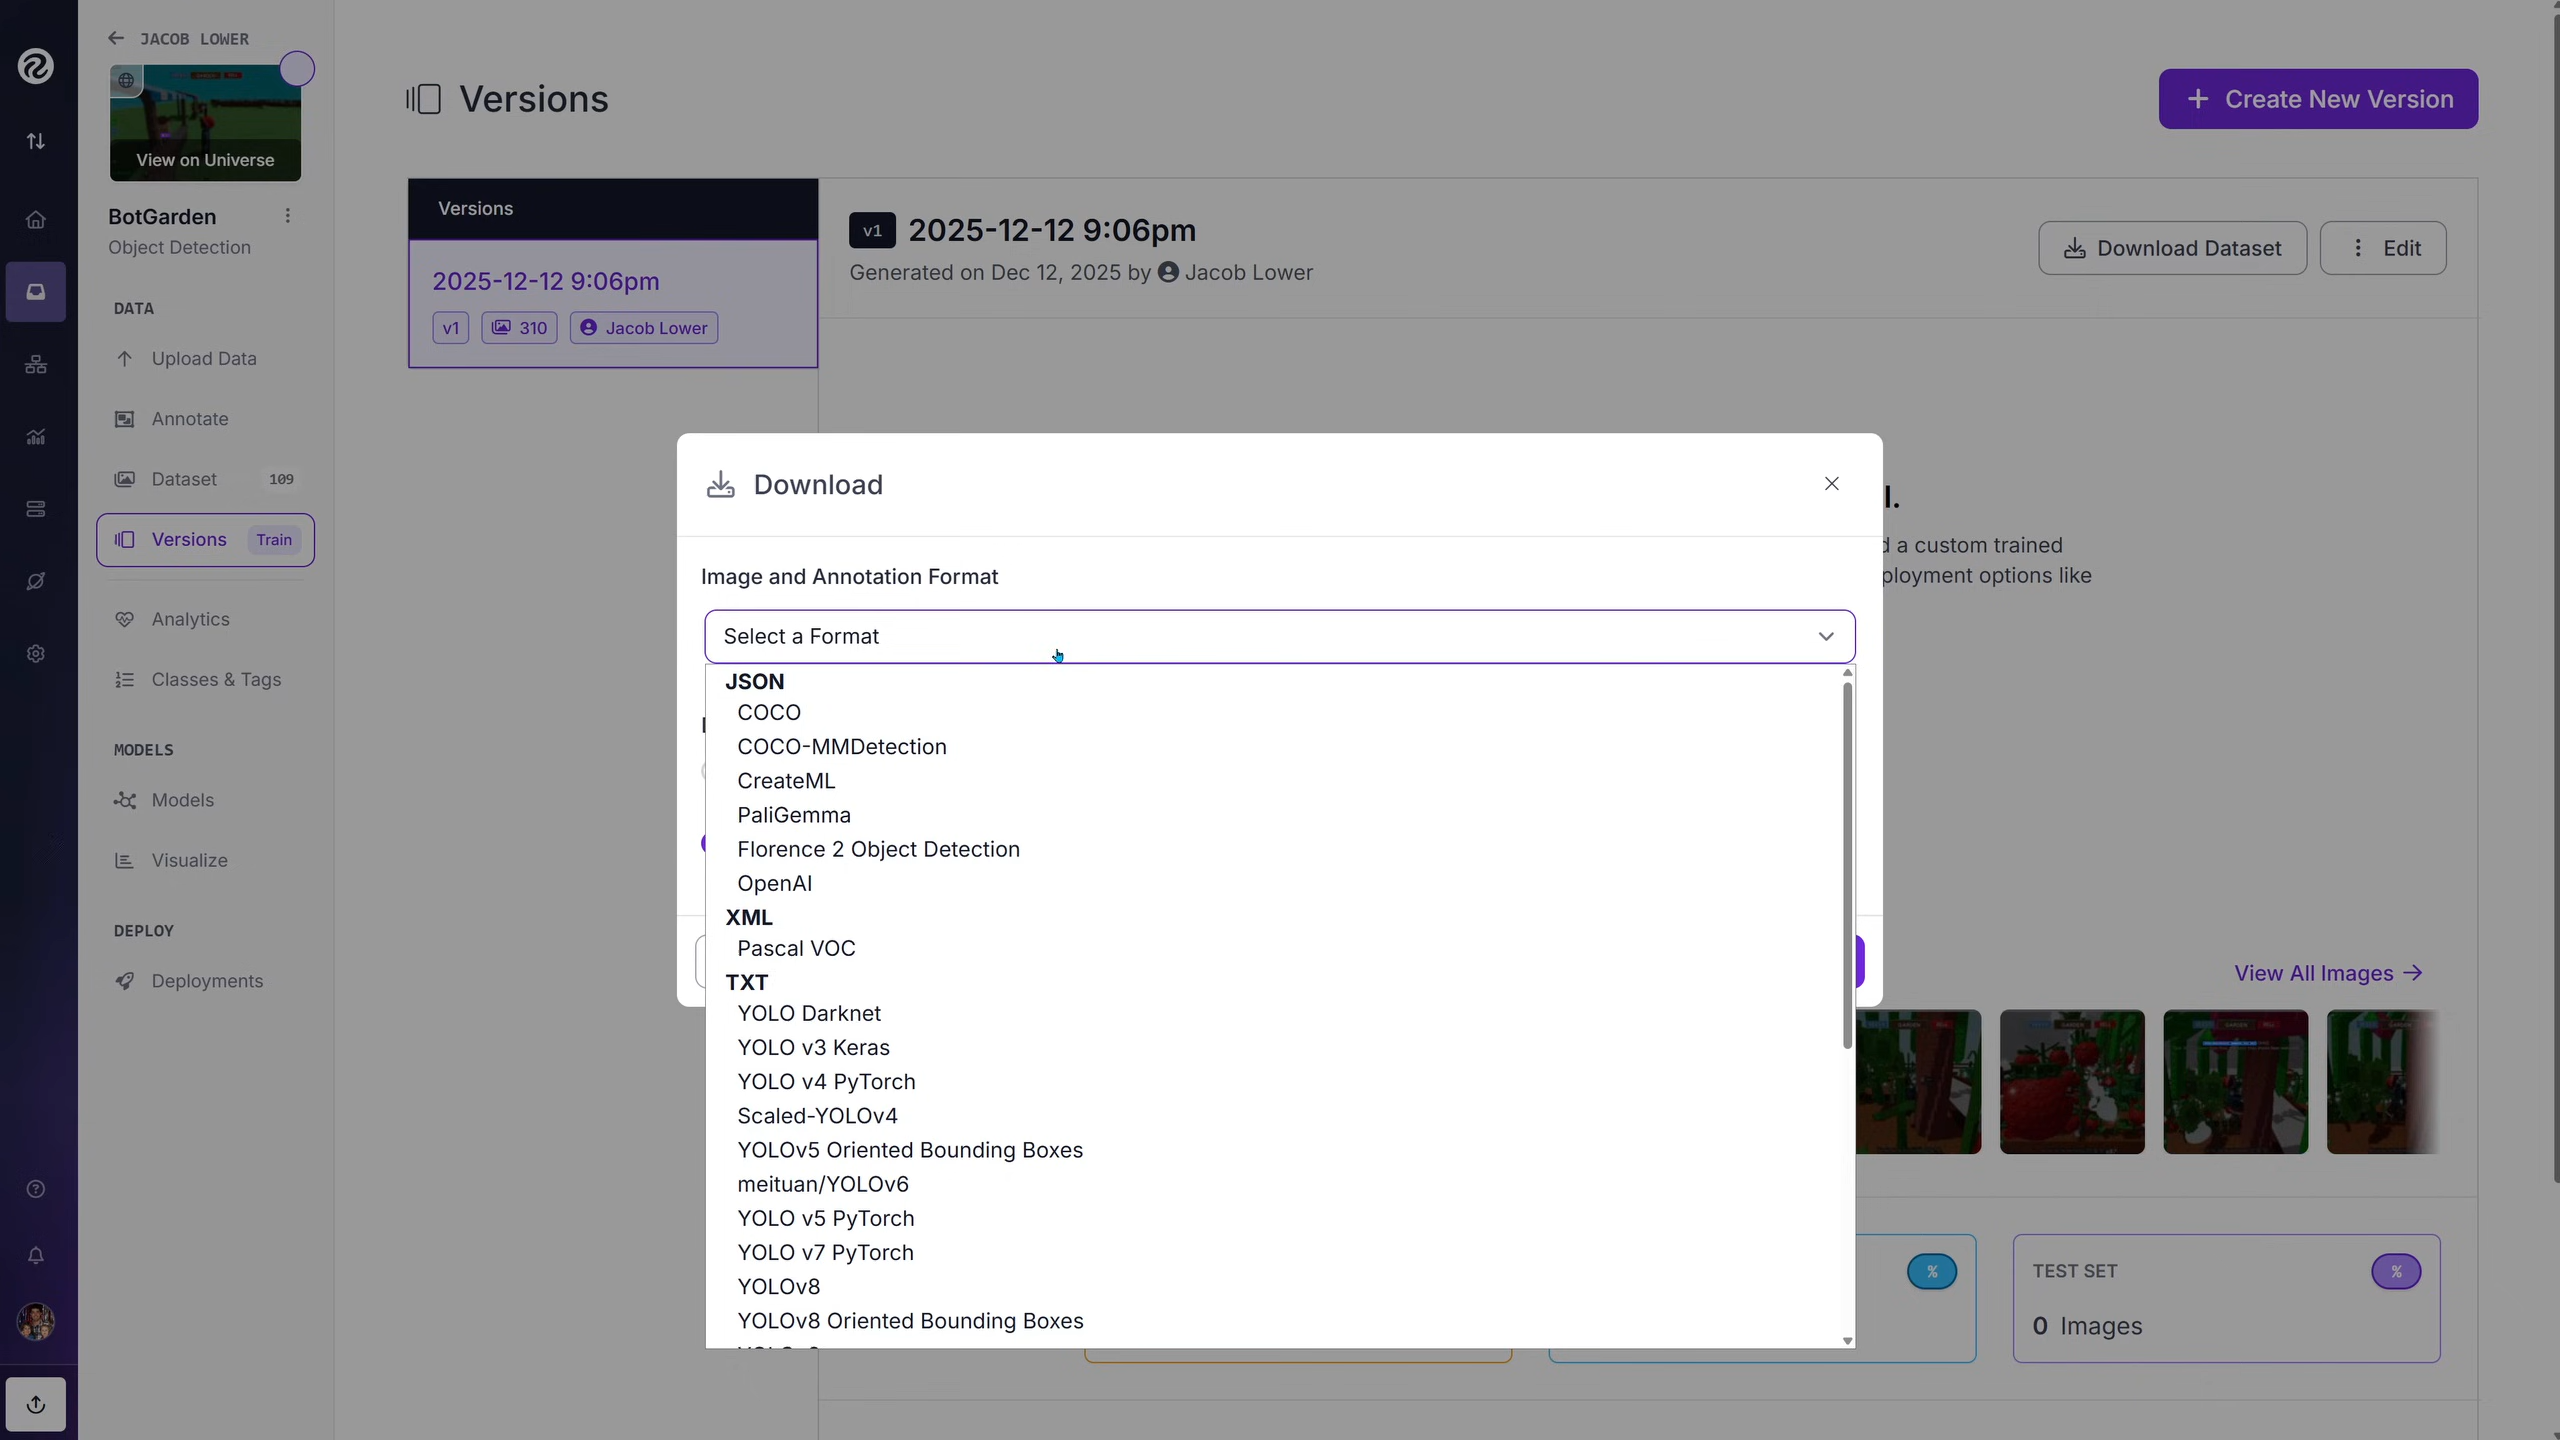 JACOB LOWER
View on Universe
BotGarden
Object Detection
DATA
Upload Data
Annotate
Dataset 109
Versions Train
Analytics
Classes & Tags
MODELS
Models
Visualize
DEPLOY
Deployments
Versions
+ Create New Version
Versions
2025-12-12 9:06pm
v1 310 Jacob Lower
v1 2025-12-12 9:06pm
Generated on Dec 12, 2025 by Jacob Lower
Download Dataset
Edit
a custom trained
ployment options like
Download
Image and Annotation Format
Select a Format
JSON
COCO
COCO-MMDetection
CreateML
PaliGemma
Florence 2 Object Detection
OpenAI
XML
Pascal VOC
TXT
YOLO Darknet
YOLO v3 Keras
YOLO v4 PyTorch
Scaled-YOLOv4
YOLOv5 Oriented Bounding Boxes
meituan/YOLOv6
YOLO v5 PyTorch
YOLO v7 PyTorch
YOLOv8
YOLOv8 Oriented Bounding Boxes
View All Images →
%
TEST SET %
0 Images